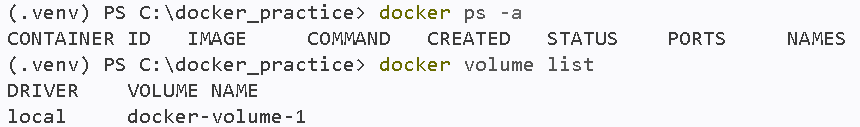 (.venv) PS C:\docker_practice> docker ps -a
CONTAINER ID   IMAGE     COMMAND   CREATED   STATUS    PORTS     NAMES
(.venv) PS C:\docker_practice> docker volume list
DRIVER    VOLUME NAME
local     docker-volume-1